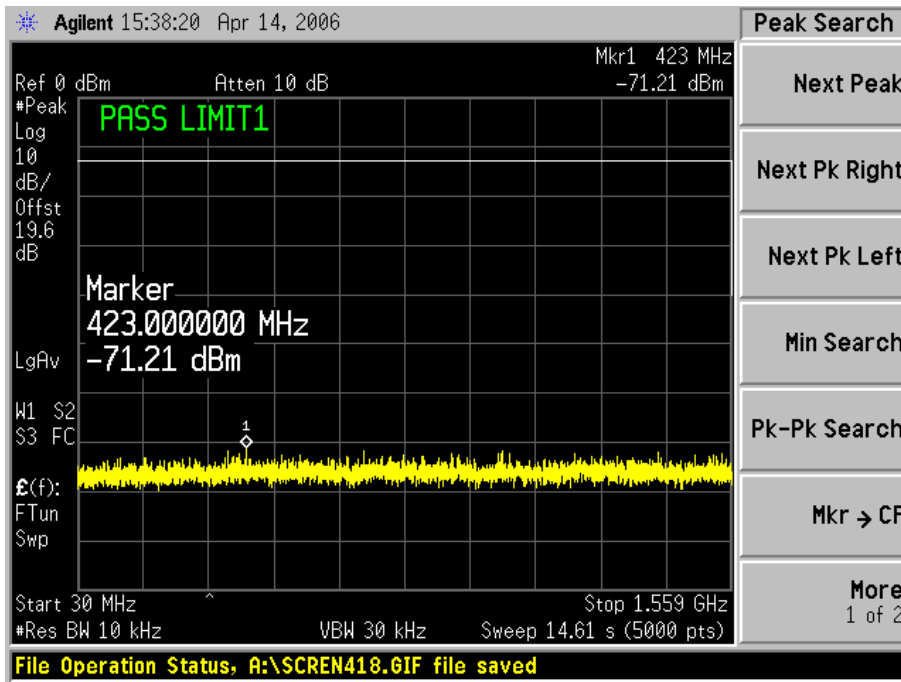 Agilent 15:38:20 Apr 14, 2006
Peak Search
Mkr1 423 MHz
Ref 0 dBm Atten 10 dB -71.21 dBm
#Peak
Log
10
dB/
Offst
19.6
dB
PASS LIMIT1
Marker
423.000000 MHz
-71.21 dBm
LgAv
W1 S2
S3 FC
1
£(f):
FTun
Swp
Start 30 MHz ^ Stop 1.559 GHz
#Res BW 10 kHz VBW 30 kHz Sweep 14.61 s (5000 pts)
File Operation Status, A:\SCREN418.GIF file saved
Next Peak
Next Pk Right
Next Pk Left
Min Search
Pk-Pk Search
Mkr → CF
More
1 of 2